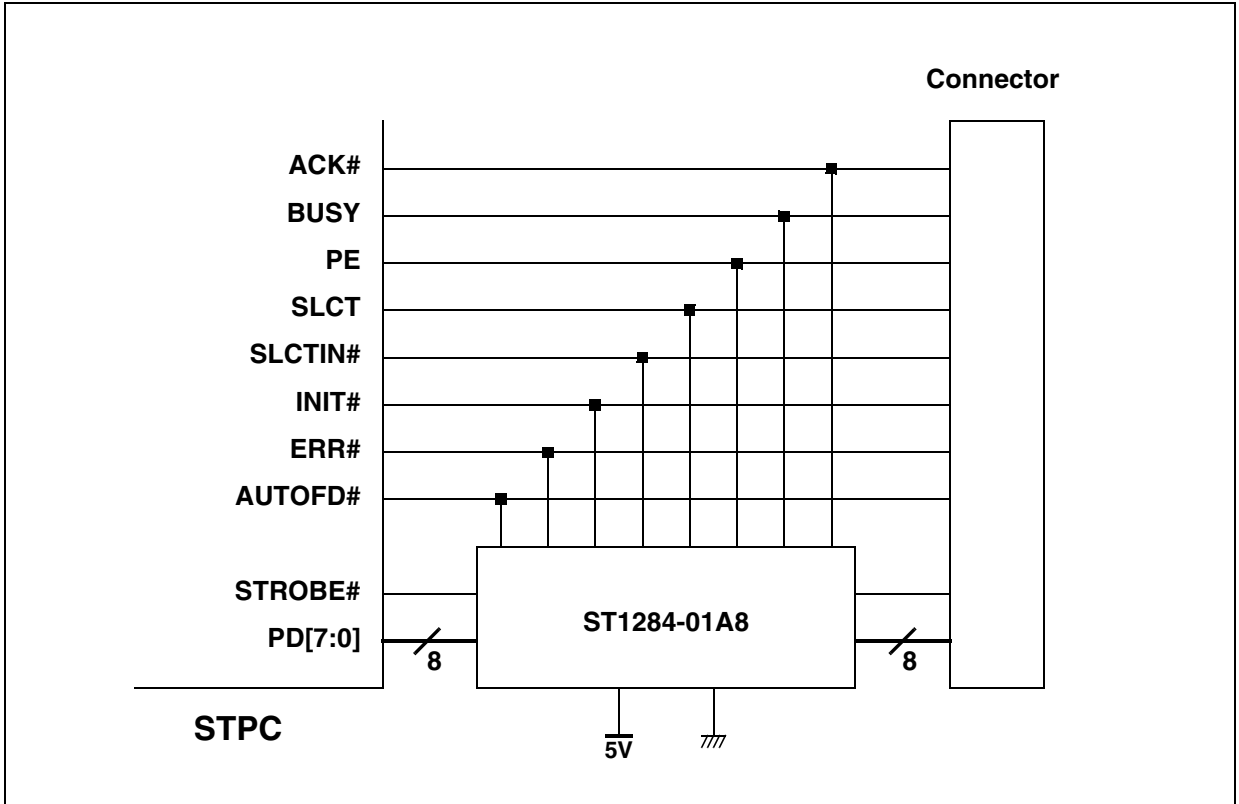 Connector
ACK#
BUSY
PE
SLCT
SLCTIN#
INIT#
ERR#
AUTOFD#
STROBE#
PD[7:0]
8
ST1284-01A8
8
STPC
5V